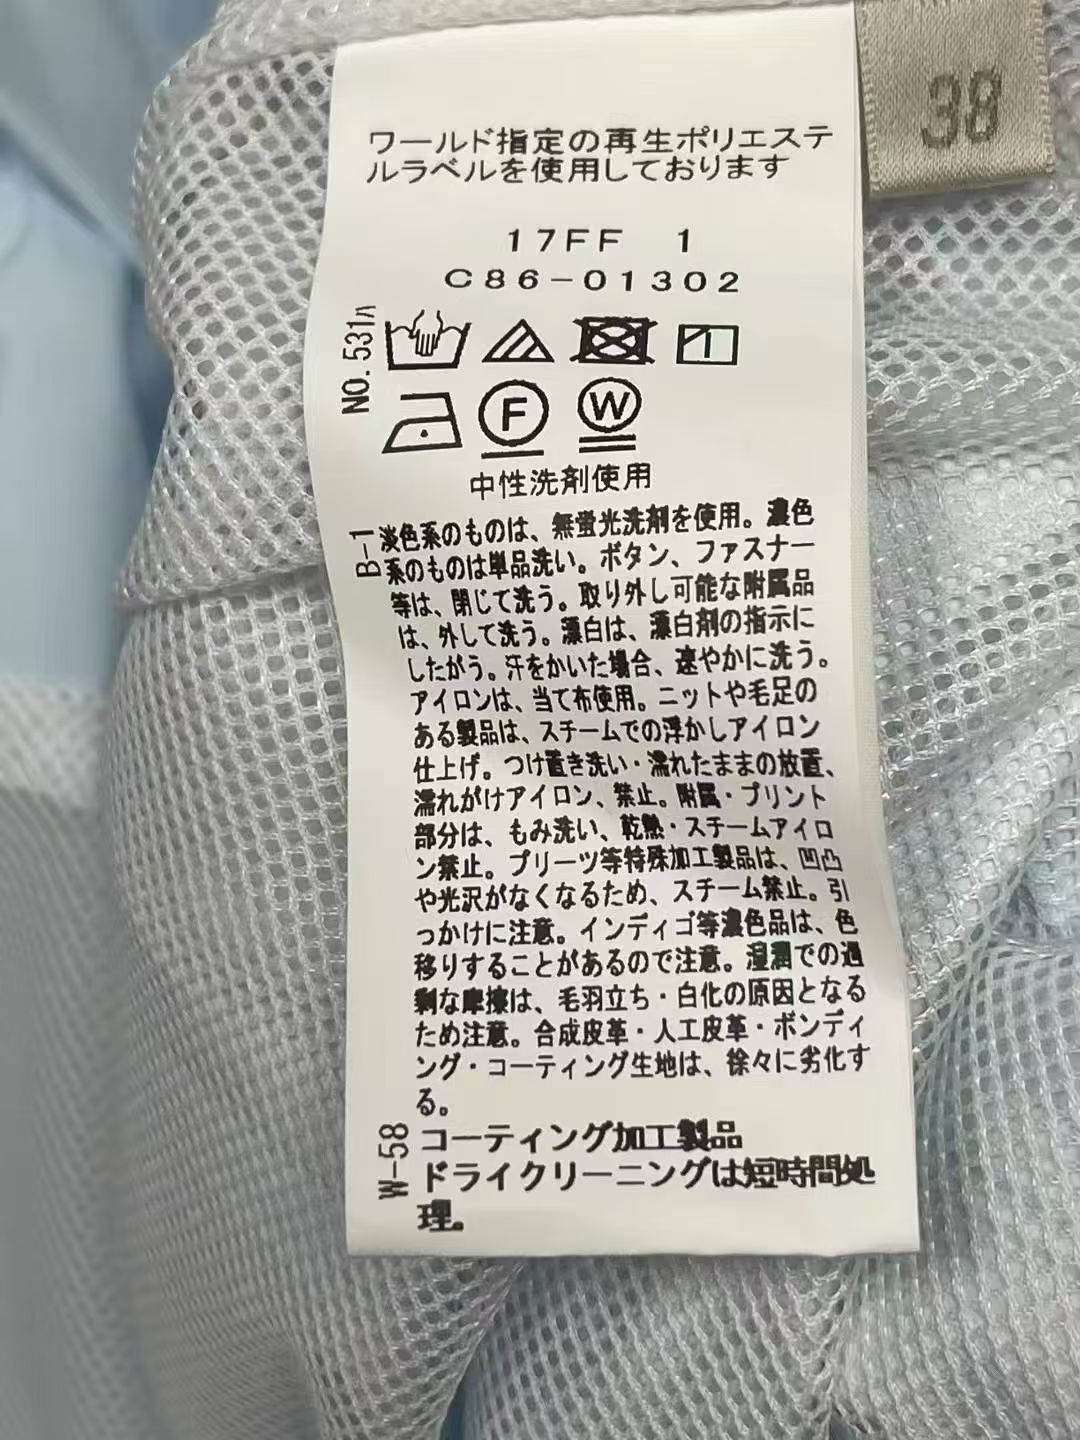 38
ワールド指定の再生ポリエステ
ルラベルを使用しております
17FF 1
C86-01302
NO. 531ハ
F
W
中性洗剤使用
B-1
淡色系のものは、無蛍光洗剤を使用。濃色
系のものは単品洗い。ボタン、ファスナー
等は、閉じて洗う。取り外し可能な附属品
は、外して洗う。漂白は、漂白剤の指示に
したがう。汗をかいた場合、速やかに洗う。
アイロンは、当て布使用。ニットや毛足の
ある製品は、スチームでの浮かしアイロン
仕上げ。つけ置き洗い・濡れたままの放置、
濡れがけアイロン、禁止。附属・プリント
部分は、もみ洗い、乾熱・スチームアイロ
ン禁止。プリーツ等特殊加工製品は、凹凸
や光沢がなくなるため、スチーム禁止。引
っかけに注意。インディゴ等濃色品は、色
移りすることがあるので注意。湿潤での過
剰な摩擦は、毛羽立ち・白化の原因となる
ため注意。合成皮革・人工皮革・ボンディ
ング・コーティング生地は、徐々に劣化す
る。
W-58
コーティング加工製品
ドライクリーニングは短時間処
理。